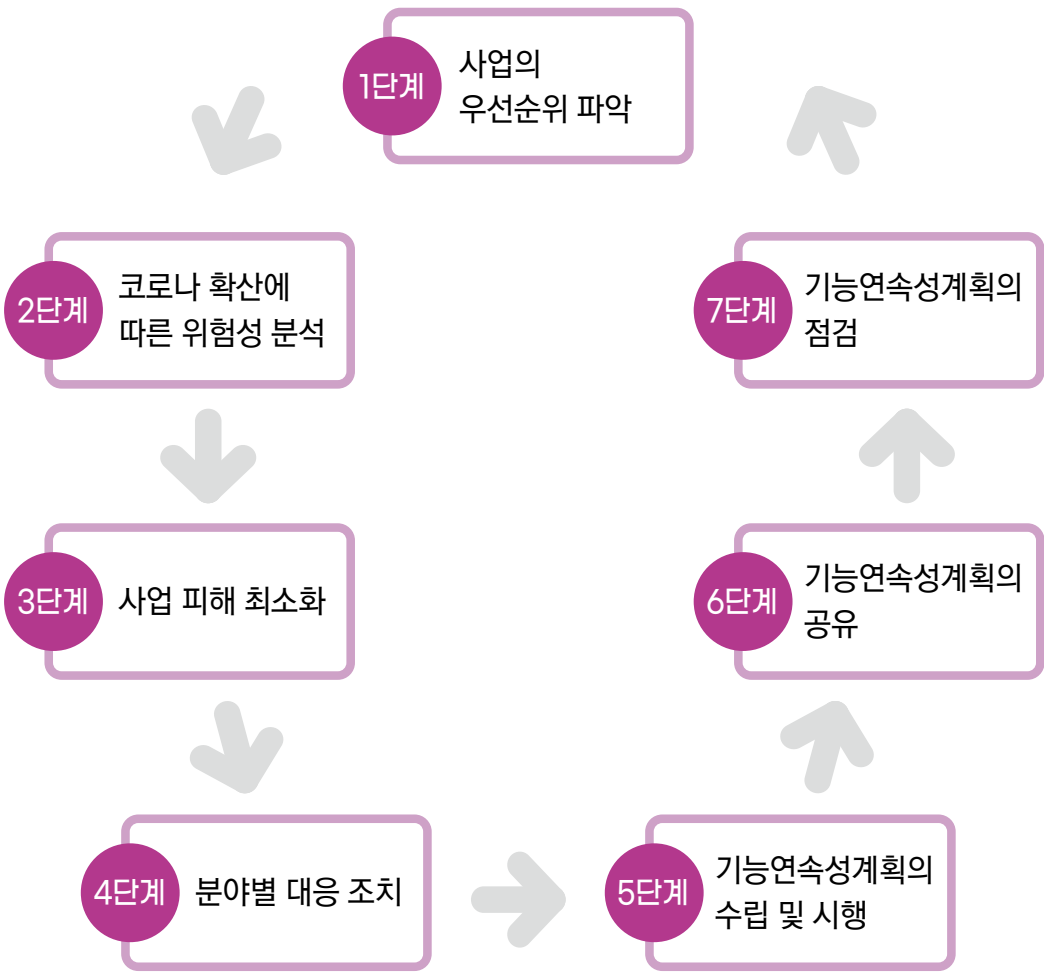 1단계
사업의
우선순위 파악
2단계
코로나 확산에
따른 위험성 분석
3단계
사업 피해 최소화
4단계
분야별 대응 조치
5단계
기능연속성계획의
수립 및 시행
6단계
기능연속성계획의
공유
7단계
기능연속성계획의
점검